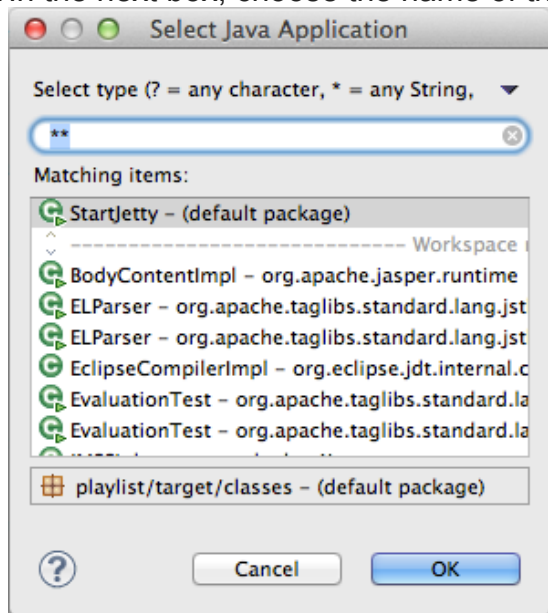 Select Java Application
Select type (? = any character, * = any String,
**
Matching items:
StartJetty – (default package)
------------------------------ Workspace
BodyContentImpl – org.apache.jasper.runtime
ELParser – org.apache.taglibs.standard.lang.jst
ELParser – org.apache.taglibs.standard.lang.jst
EclipseCompilerImpl – org.eclipse.jdt.internal.c
EvaluationTest – org.apache.taglibs.standard.la
EvaluationTest – org.apache.taglibs.standard.la
playlist/target/classes – (default package)
?
Cancel
OK